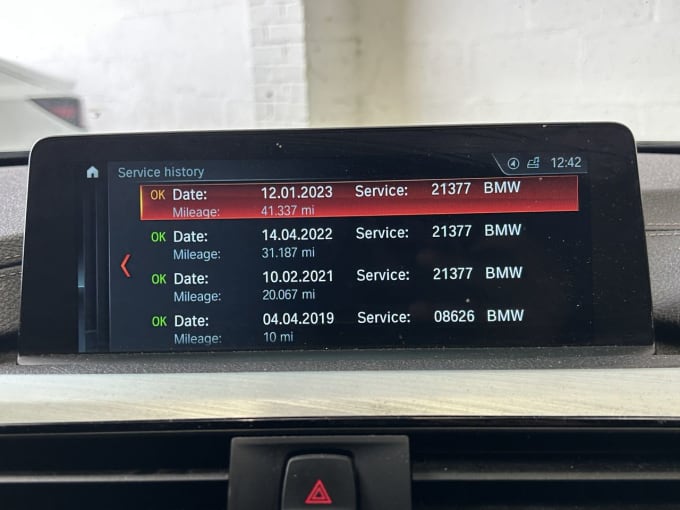 Service history 12:42
OK Date: 12.01.2023 Service: 21377 BMW
Mileage: 41.337 mi
OK Date: 14.04.2022 Service: 21377 BMW
Mileage: 31.187 mi
OK Date: 10.02.2021 Service: 21377 BMW
Mileage: 20.067 mi
OK Date: 04.04.2019 Service: 08626 BMW
Mileage: 10 mi